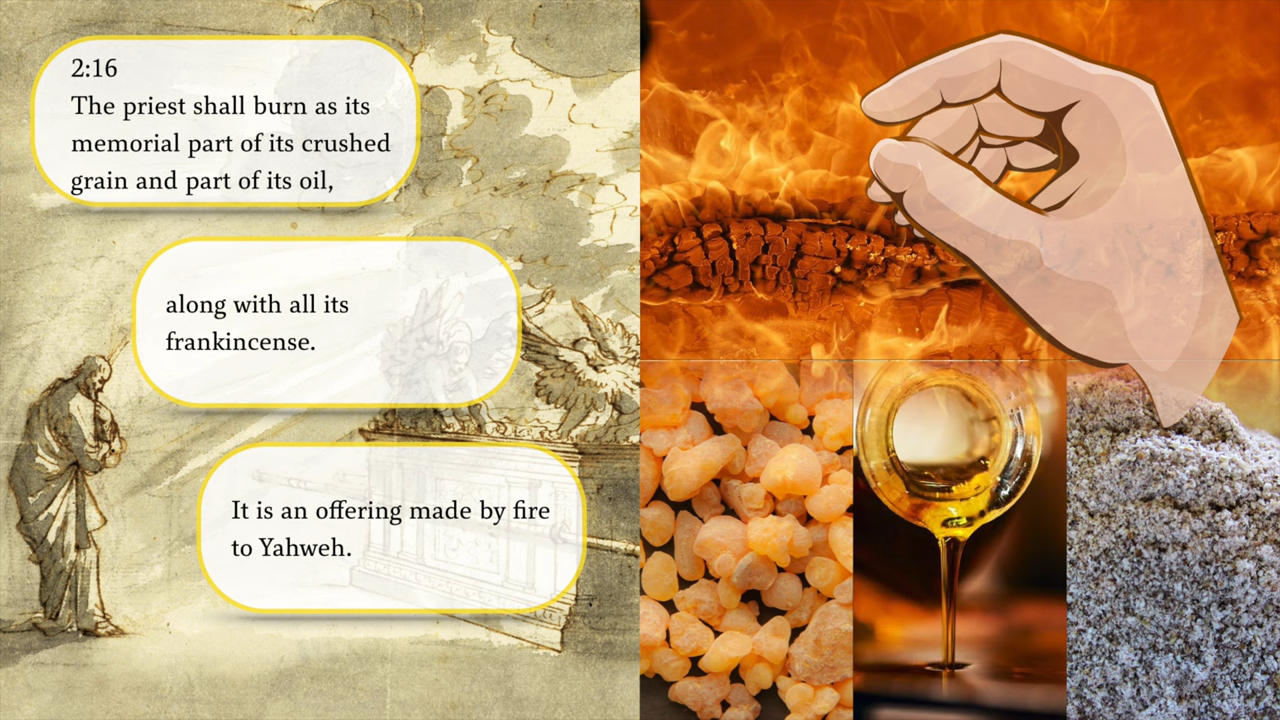 2:16
The priest shall burn as its
memorial part of its crushed
grain and part of its oil,
along with all its
frankincense.
It is an offering made by fire
to Yahweh.